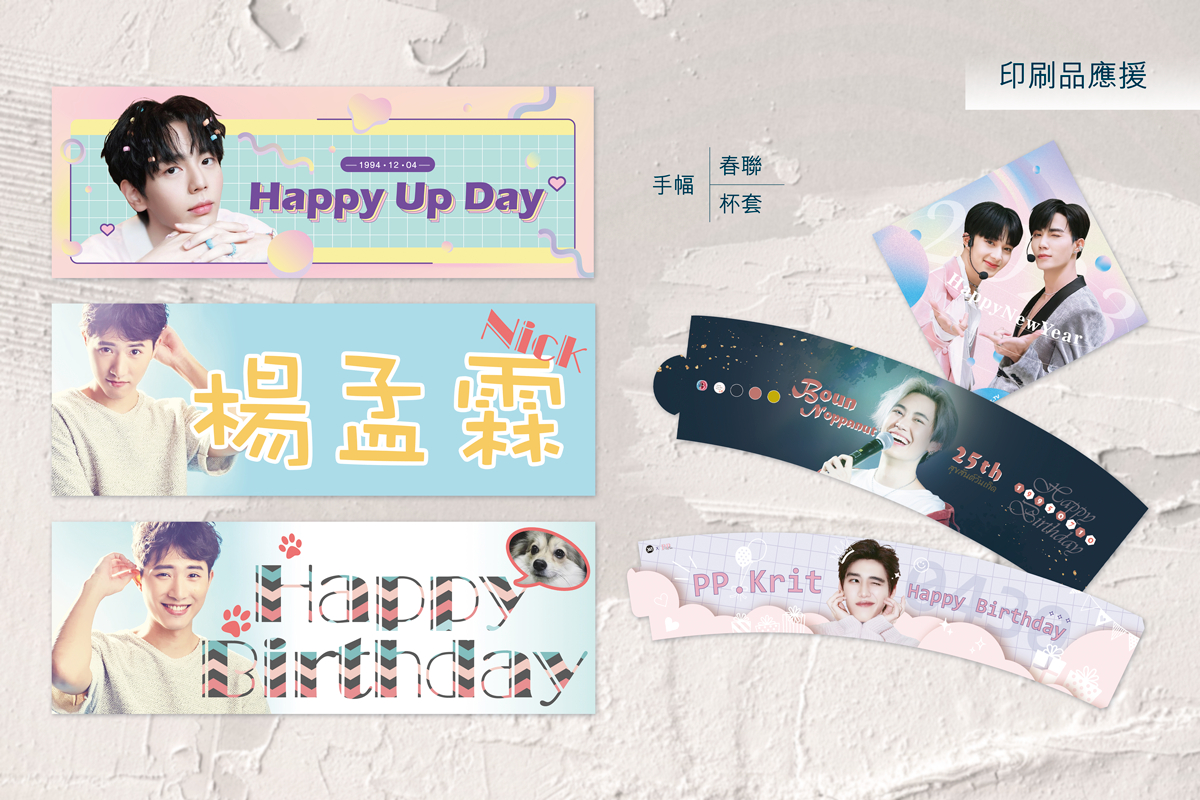 印刷品應援
手幅
春聯
杯套
1994・12・04
Happy Up Day
Nick
楊孟霖
Happy
Birthday
HappyNewYear
Boun
Noppanut
25th
19950710
Happy
Birthday
PP.Krit
Happy Birthday